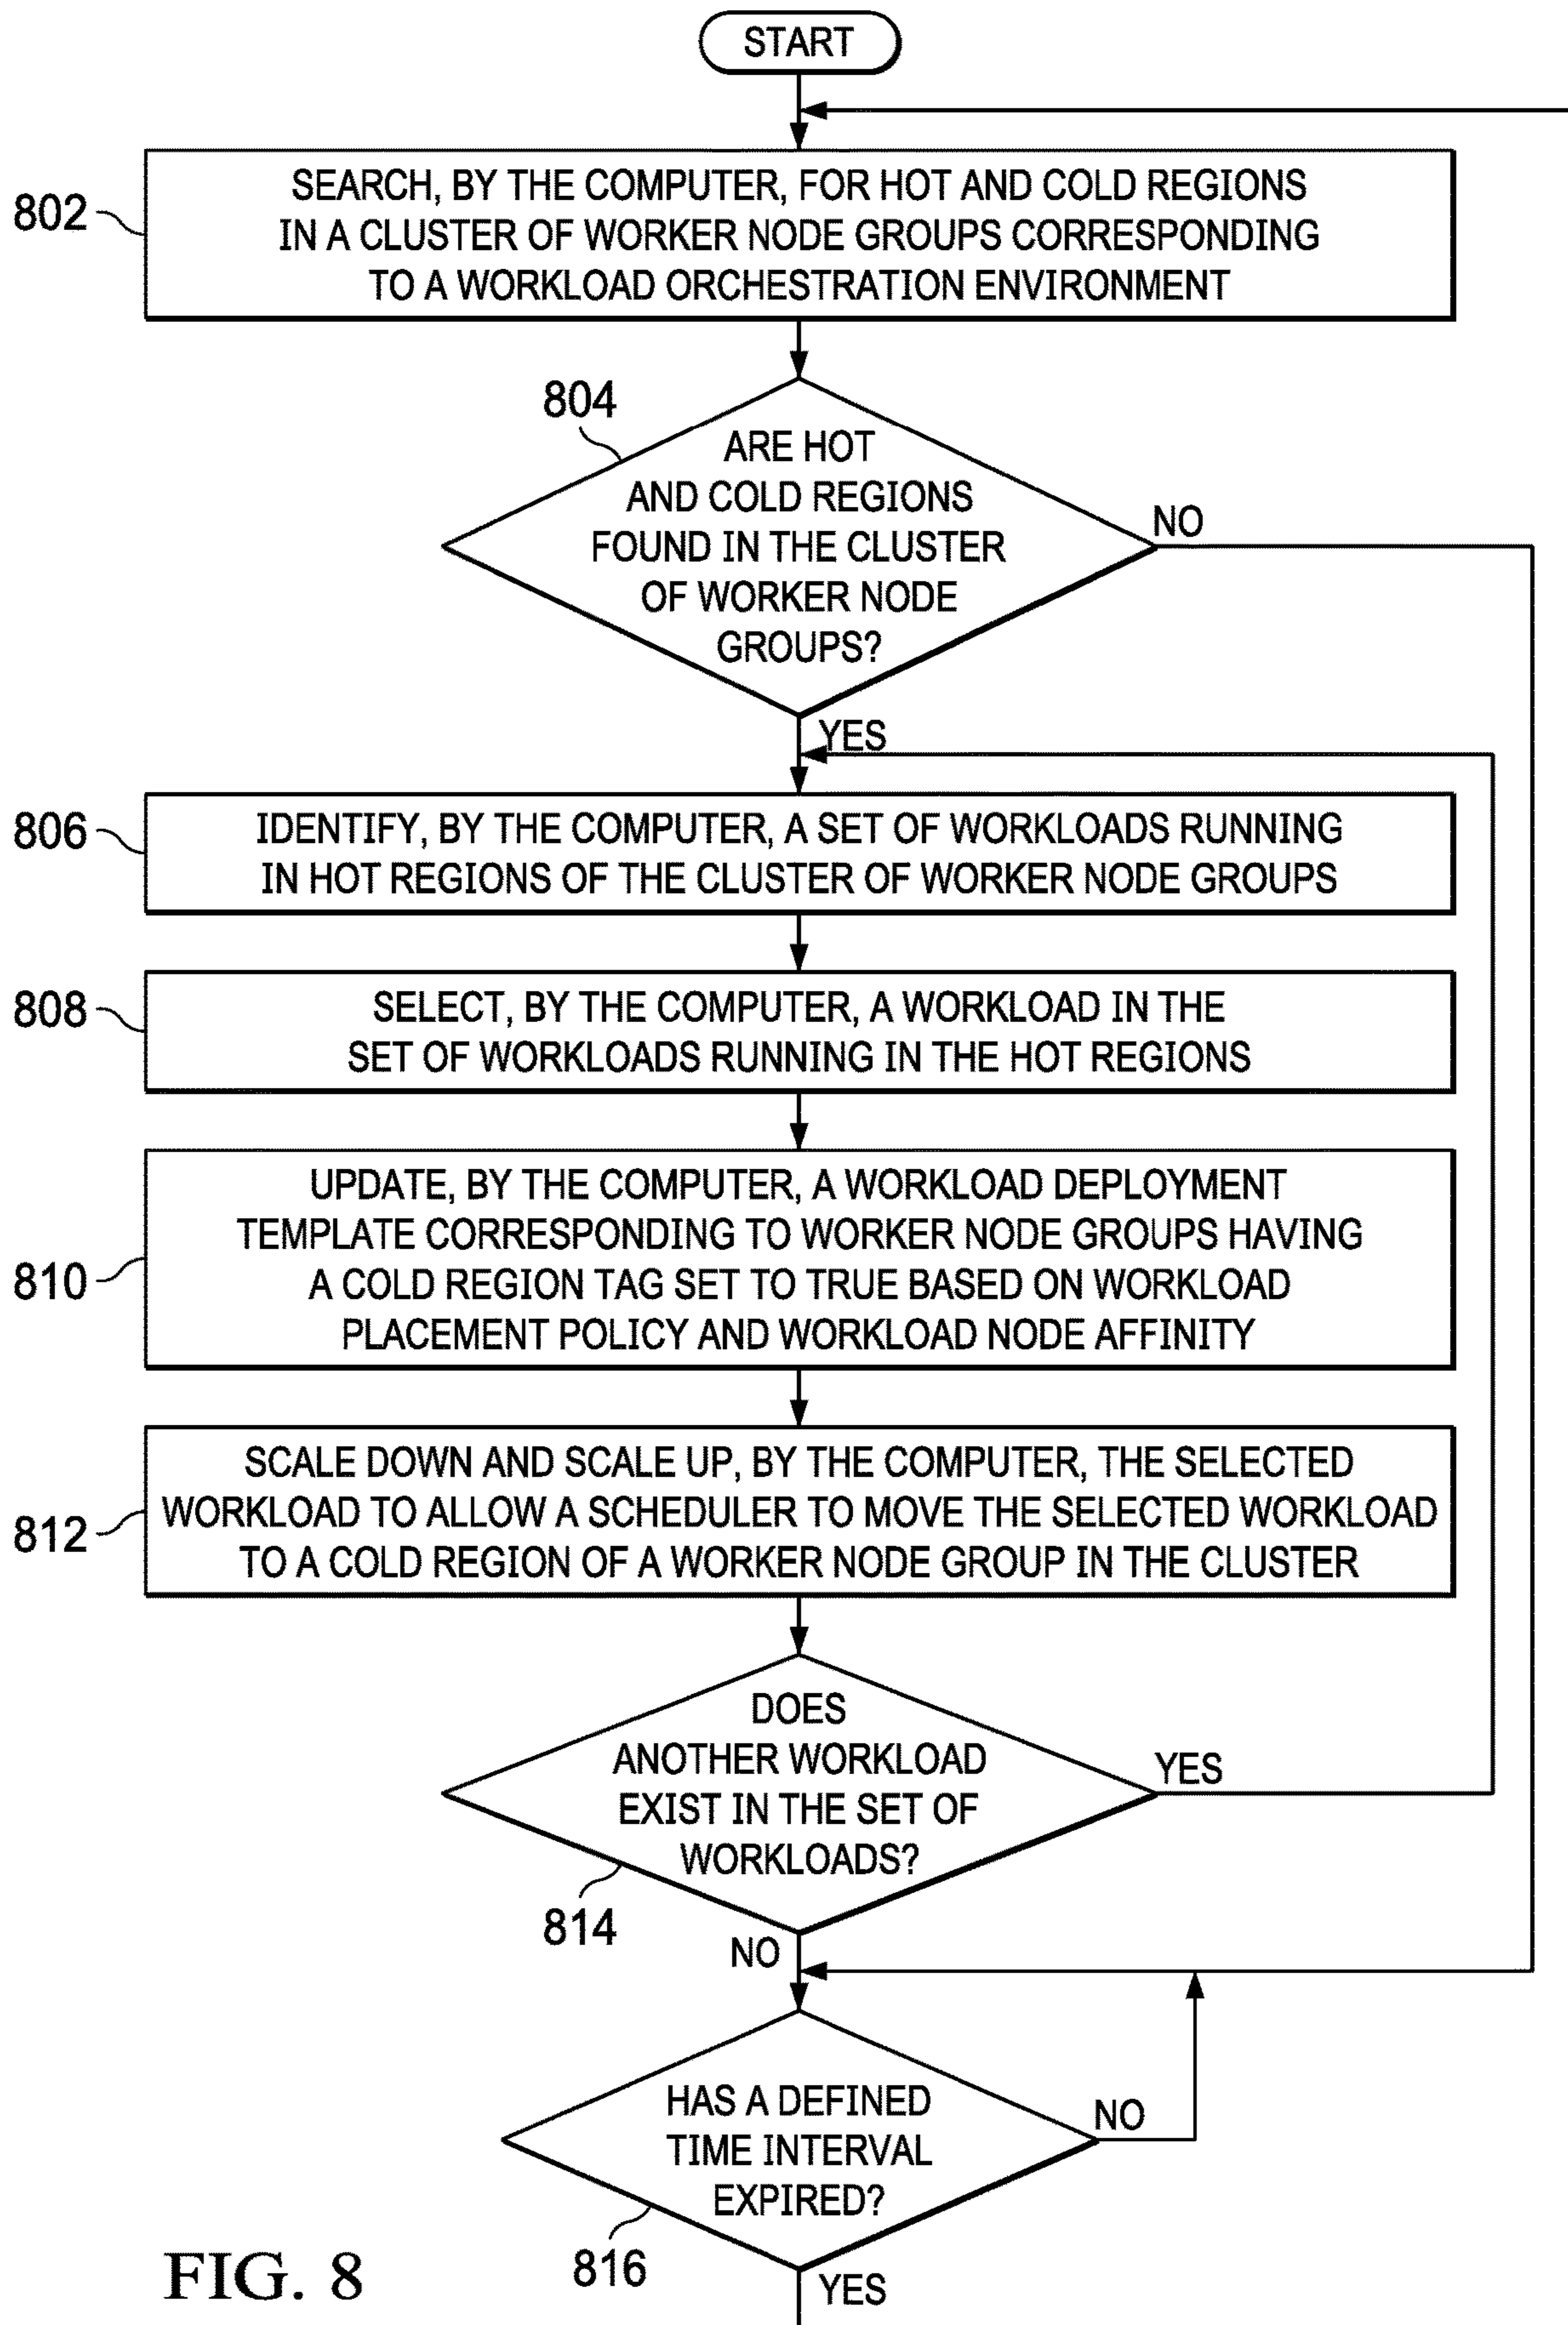 START
802
SEARCH, BY THE COMPUTER, FOR HOT AND COLD REGIONS
IN A CLUSTER OF WORKER NODE GROUPS CORRESPONDING
TO A WORKLOAD ORCHESTRATION ENVIRONMENT
804
ARE HOT
AND COLD REGIONS
FOUND IN THE CLUSTER
OF WORKER NODE
GROUPS?
NO
YES
806
IDENTIFY, BY THE COMPUTER, A SET OF WORKLOADS RUNNING
IN HOT REGIONS OF THE CLUSTER OF WORKER NODE GROUPS
808
SELECT, BY THE COMPUTER, A WORKLOAD IN THE
SET OF WORKLOADS RUNNING IN THE HOT REGIONS
810
UPDATE, BY THE COMPUTER, A WORKLOAD DEPLOYMENT
TEMPLATE CORRESPONDING TO WORKER NODE GROUPS HAVING
A COLD REGION TAG SET TO TRUE BASED ON WORKLOAD
PLACEMENT POLICY AND WORKLOAD NODE AFFINITY
812
SCALE DOWN AND SCALE UP, BY THE COMPUTER, THE SELECTED
WORKLOAD TO ALLOW A SCHEDULER TO MOVE THE SELECTED WORKLOAD
TO A COLD REGION OF A WORKER NODE GROUP IN THE CLUSTER
DOES
ANOTHER WORKLOAD
EXIST IN THE SET OF
WORKLOADS?
YES
814
NO
HAS A DEFINED
TIME INTERVAL
EXPIRED?
NO
816
YES
FIG. 8